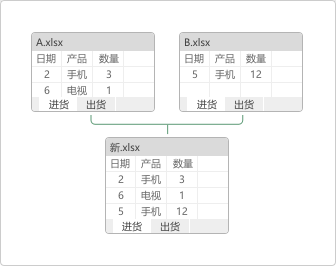 A.xlsx
日期 产品 数量
2 手机 3
6 电视 1
进货 出货
B.xlsx
日期 产品 数量
5 手机 12
进货 出货
新.xlsx
日期 产品 数量
2 手机 3
6 电视 1
5 手机 12
进货 出货